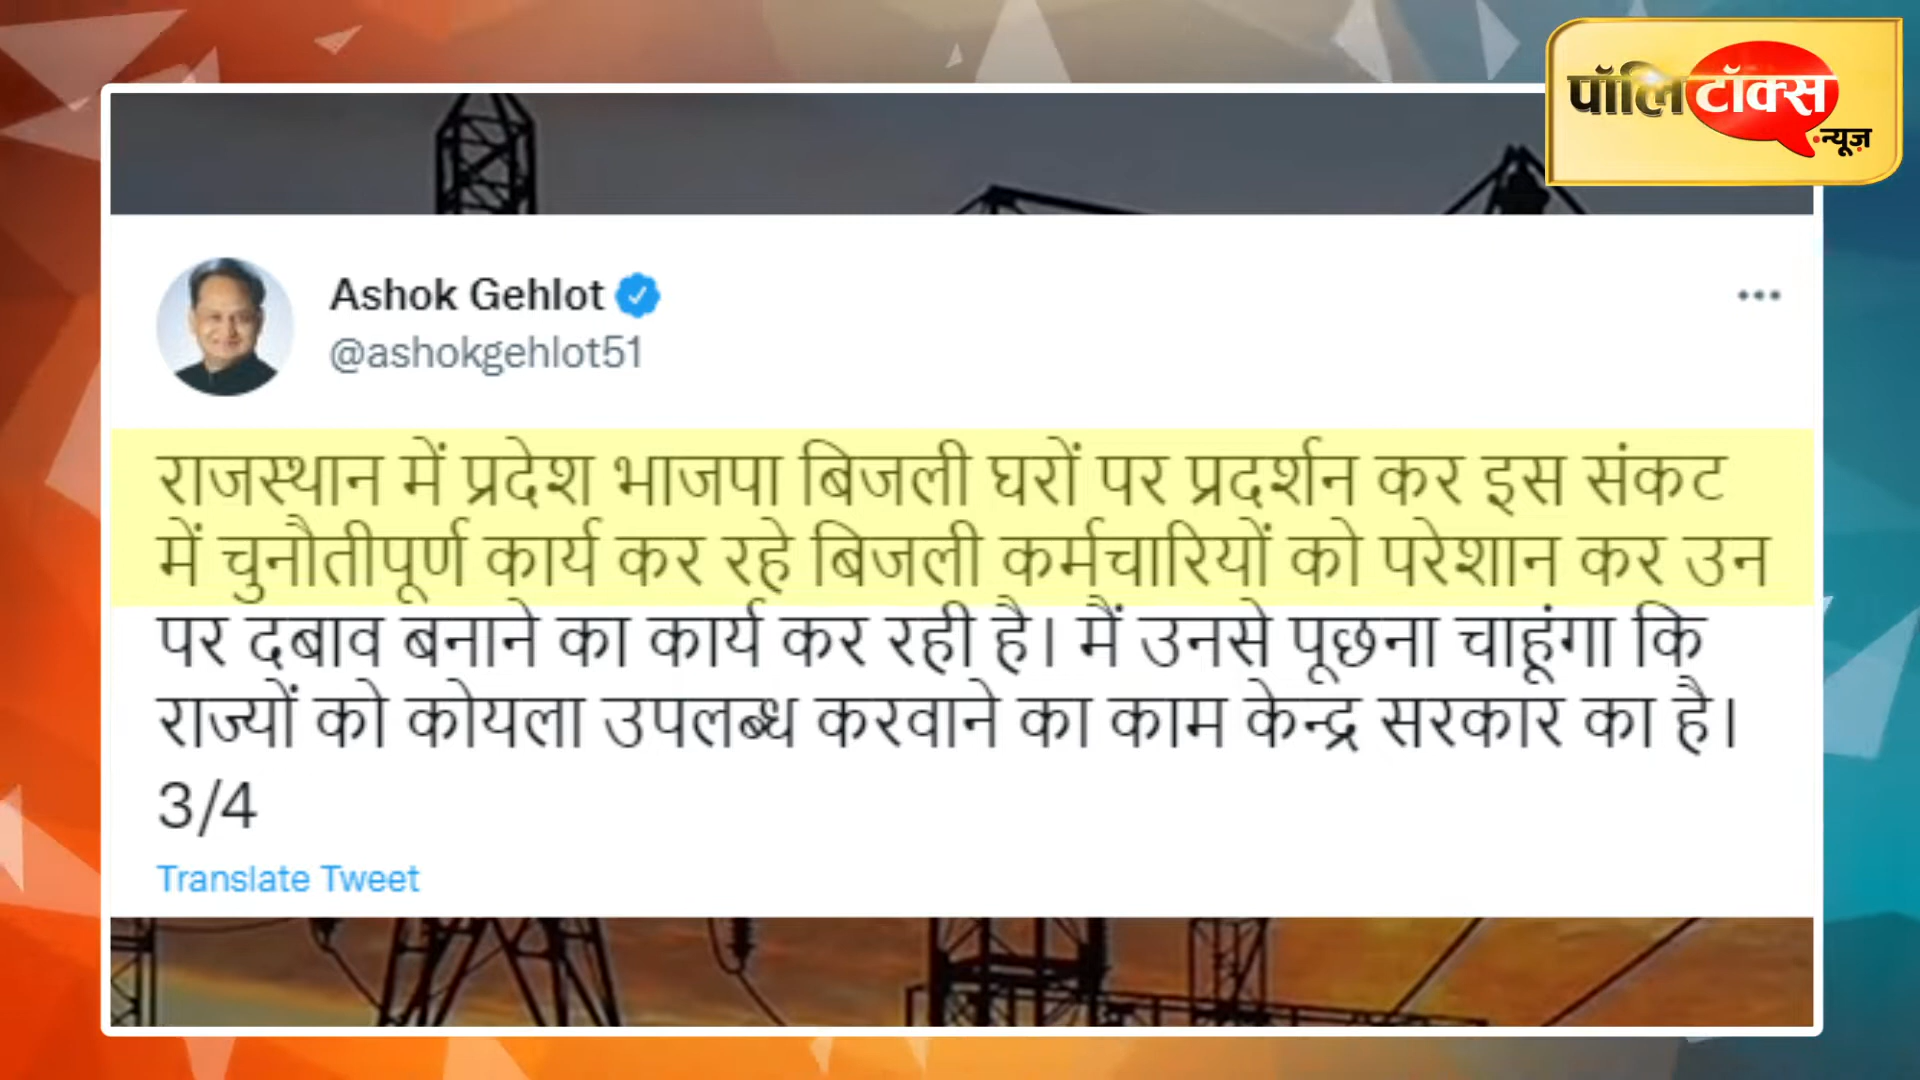 पॉलिटॉक्स
न्यूज़
Ashok Gehlot
@ashokgehlot51
राजस्थान में प्रदेश भाजपा बिजली घरों पर प्रदर्शन कर इस संकट
में चुनौतीपूर्ण कार्य कर रहे बिजली कर्मचारियों को परेशान कर उन
पर दबाव बनाने का कार्य कर रही है। मैं उनसे पूछना चाहूंगा कि
राज्यों को कोयला उपलब्ध करवाने का काम केन्द्र सरकार का है।
3/4
Translate Tweet